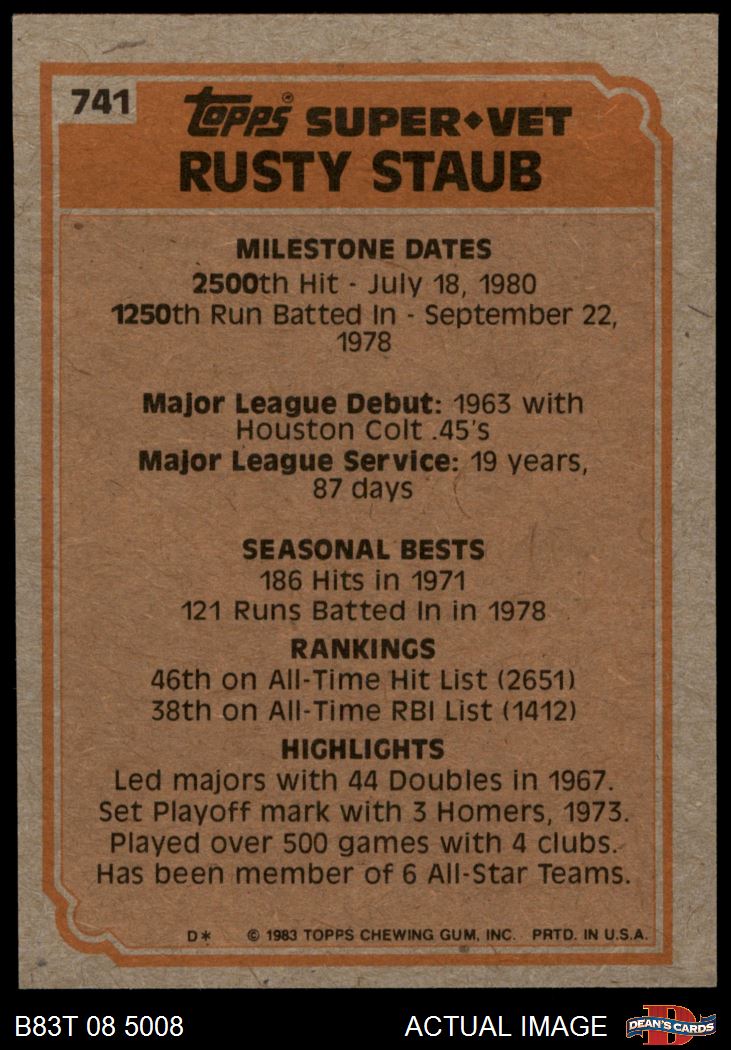 741
Topps® SUPER◆VET
RUSTY STAUB
MILESTONE DATES
2500th Hit - July 18, 1980
1250th Run Batted In - September 22,
1978
Major League Debut: 1963 with
Houston Colt .45's
Major League Service: 19 years,
87 days
SEASONAL BESTS
186 Hits in 1971
121 Runs Batted In in 1978
RANKINGS
46th on All-Time Hit List (2651)
38th on All-Time RBI List (1412)
HIGHLIGHTS
Led majors with 44 Doubles in 1967.
Set Playoff mark with 3 Homers, 1973.
Played over 500 games with 4 clubs.
Has been member of 6 All-Star Teams.
D* © 1983 TOPPS CHEWING GUM, INC. PRTD. IN U.S.A.
B83T 08 5008 ACTUAL IMAGE D DEAN'S CARDS